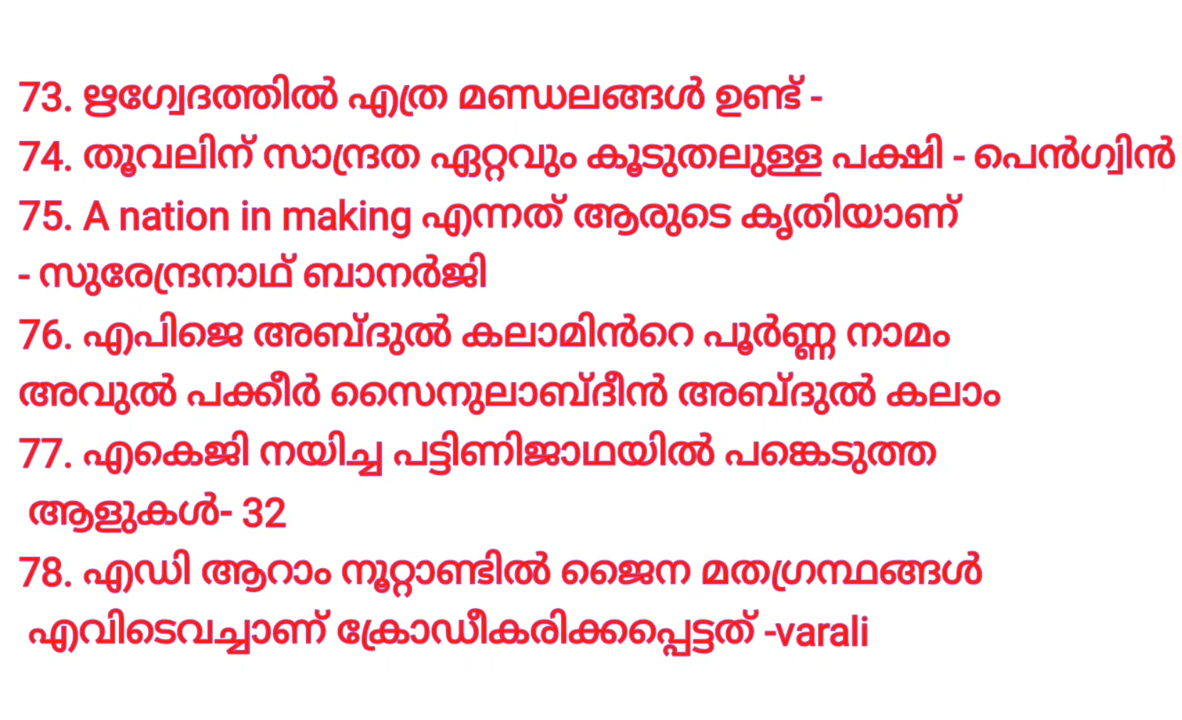 73. ഋഗ്വേദത്തിൽ എത്ര മണ്ഡലങ്ങൾ ഉണ്ട് -
74. തൂവലിന് സാന്ദ്രത ഏറ്റവും കൂടുതലുള്ള പക്ഷി - പെൻഗ്വിൻ
75. A nation in making എന്നത് ആരുടെ കൃതിയാണ്
- സുരേന്ദ്രനാഥ് ബാനർജി
76. എപിജെ അബ്ദുൽ കലാമിൻറെ പൂർണ്ണ നാമം
അവുൽ പക്കീർ സൈനുലാബ്ദീൻ അബ്ദുൽ കലാം
77. എകെജി നയിച്ച പട്ടിണിജാഥയിൽ പങ്കെടുത്ത
ആളുകൾ- 32
78. എഡി ആറാം നൂറ്റാണ്ടിൽ ജൈന മതഗ്രന്ഥങ്ങൾ
എവിടെവച്ചാണ് ക്രോഡീകരിക്കപ്പെട്ടത് -varali